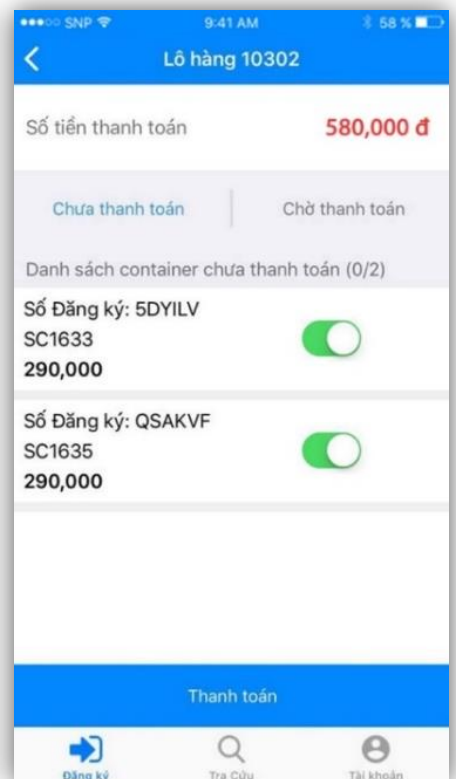 SNP 9:41 AM 58 %
Lô hàng 10302
Số tiền thanh toán 580,000 đ
Chưa thanh toán Chờ thanh toán
Danh sách container chưa thanh toán (0/2)
Số Đăng ký: 5DYILV
SC1633
290,000
Số Đăng ký: QSAKVF
SC1635
290,000
Thanh toán
Đăng ký Tra Cứu Tài khoản